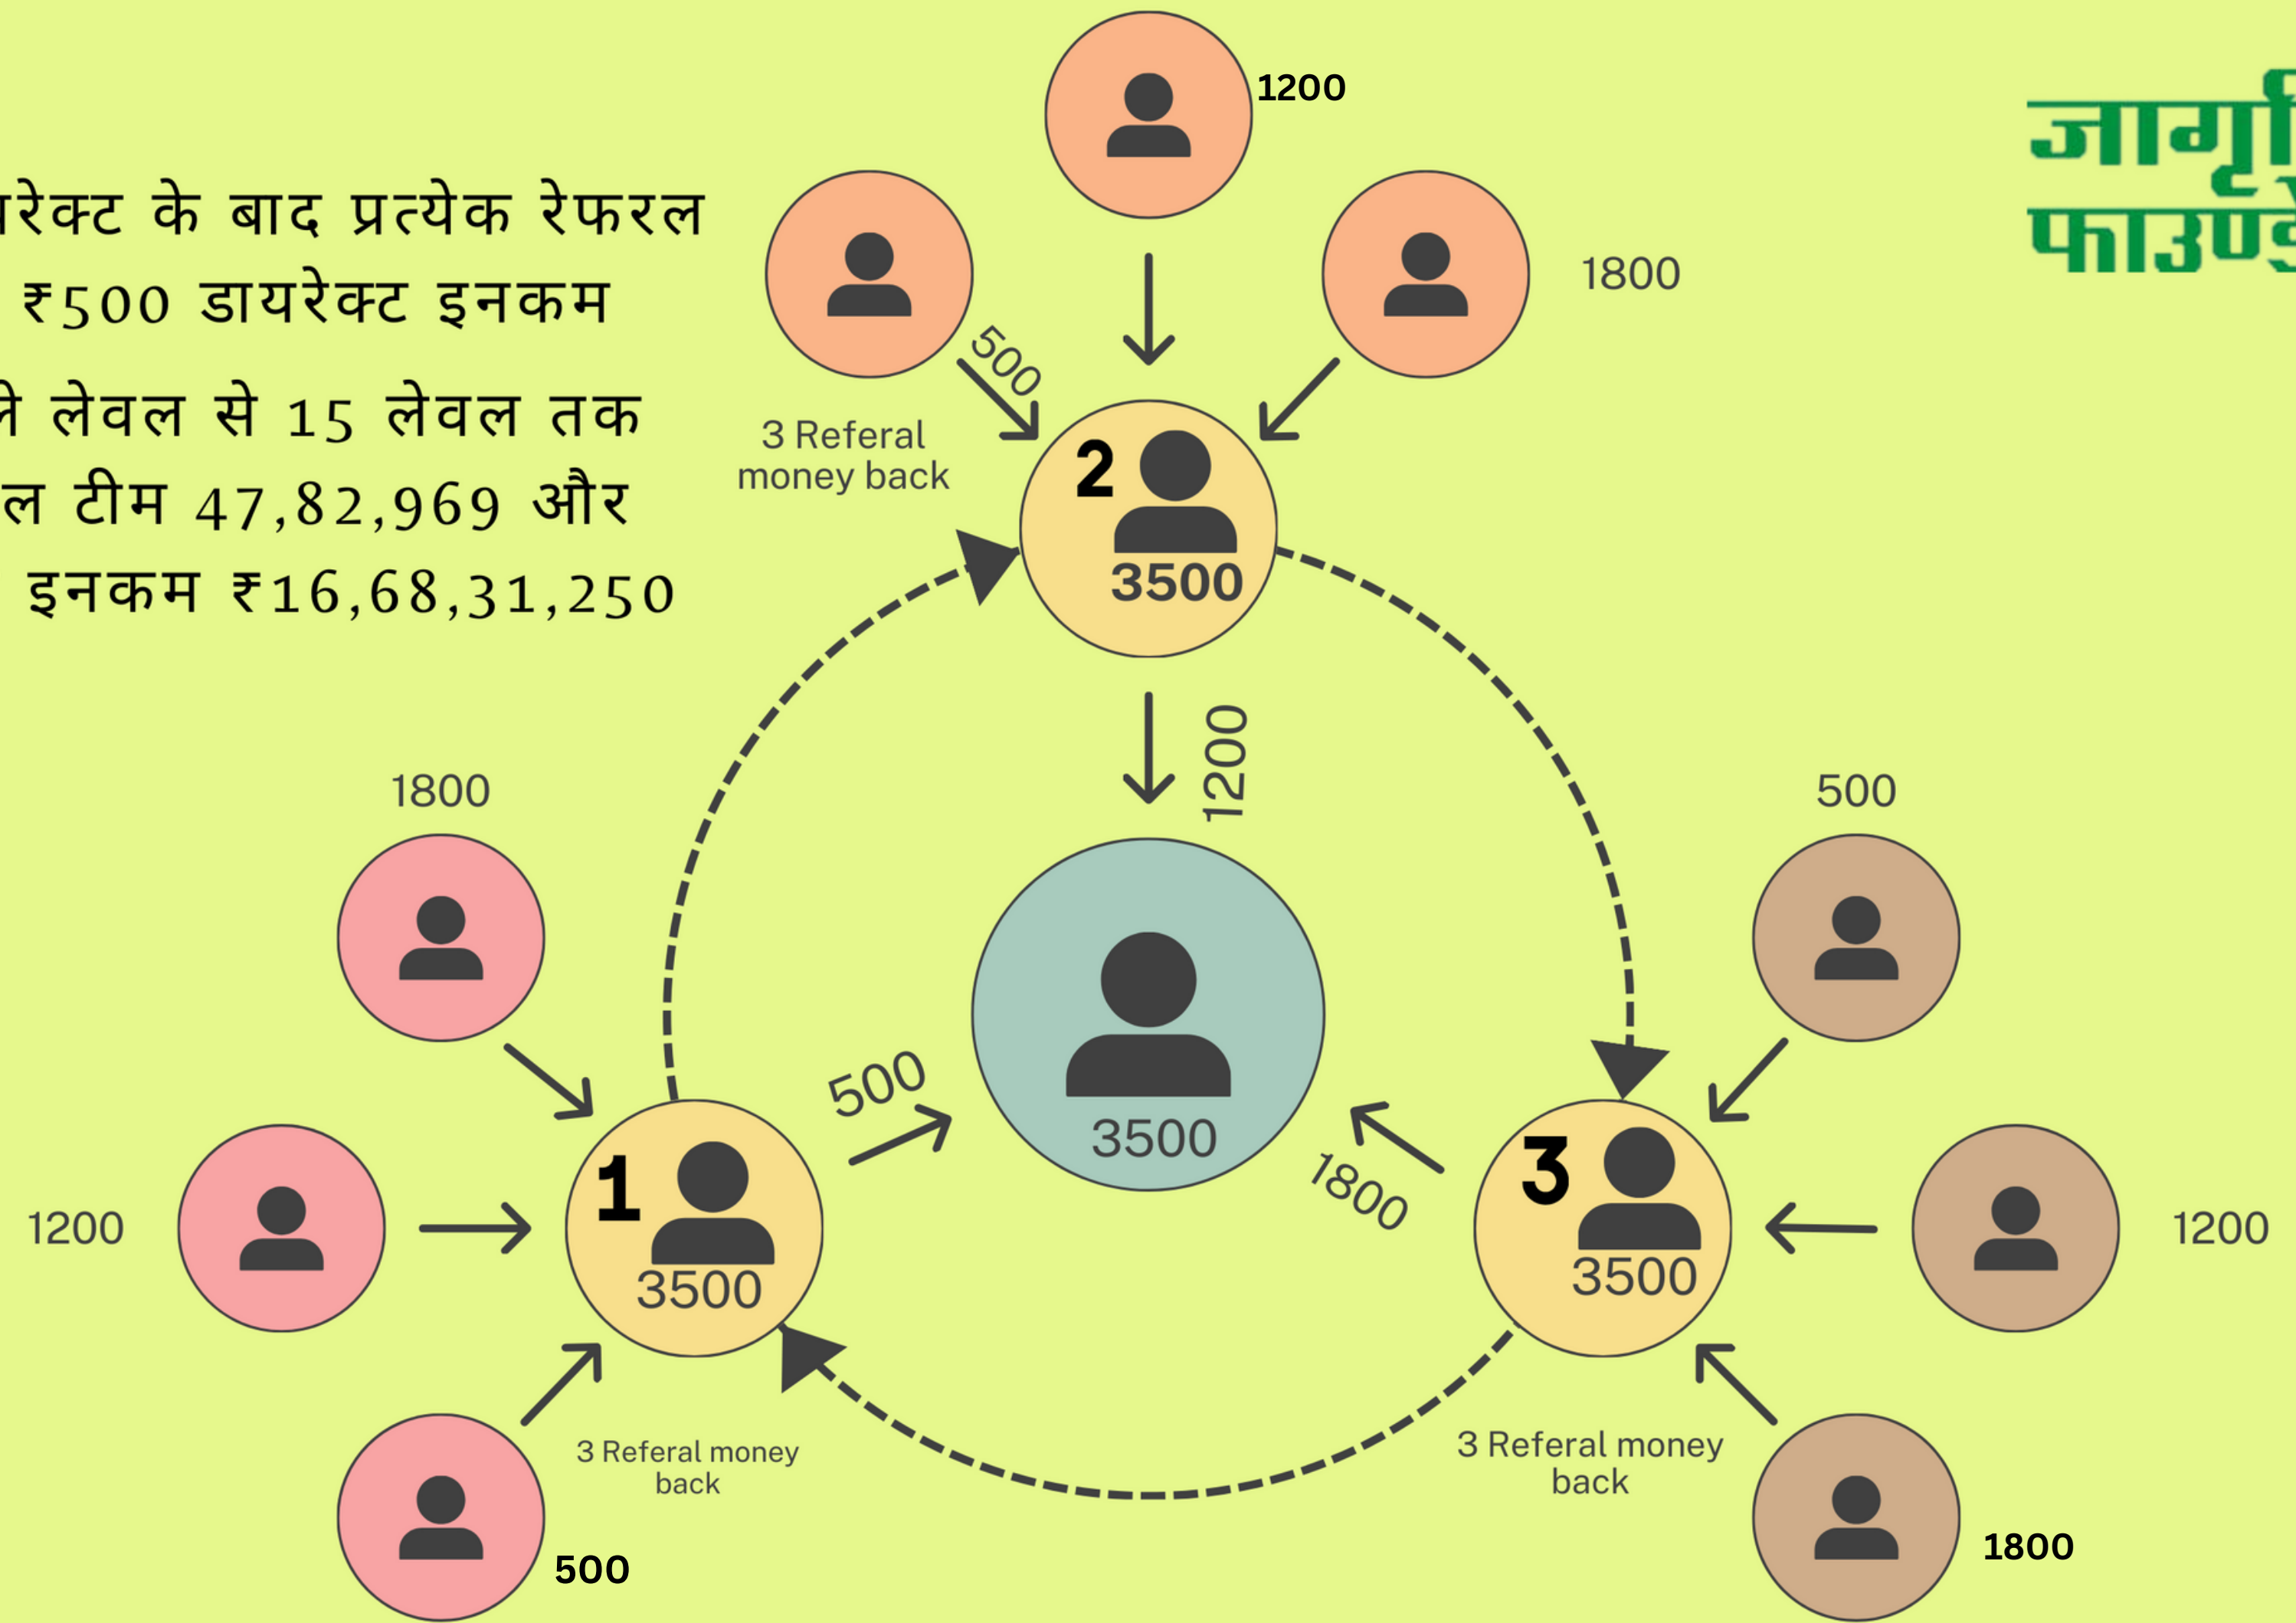 1200
जागृति
फाउण्डे
रेक्ट के बाद प्रत्येक रेफरल
₹500 डायरेक्ट इनकम
1800
500
लेवल से 15 लेवल तक
3 Referal
money back
2
टीम 47,82,969 और
3500
इनकम ₹16,68,31,250
1200
1800
500
500
3500
1800
1
3500
3
3500
1200
1200
3 Referal money
back
3 Referal money
back
500
1800